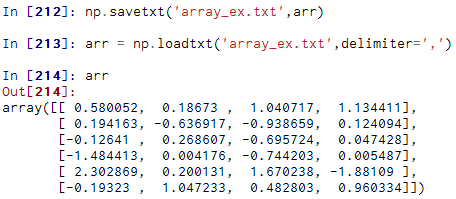 In [212]: np.savetxt('array_ex.txt',arr)
In [213]: arr = np.loadtxt('array_ex.txt',delimiter=',')
In [214]: arr
Out[214]:
array([[ 0.580052,  0.18673 ,  1.040717,  1.134411],
       [ 0.194163, -0.636917, -0.938659,  0.124094],
       [-0.12641 ,  0.268607, -0.695724,  0.047428],
       [-1.484413,  0.004176, -0.744203,  0.005487],
       [ 2.302869,  0.200131,  1.670238, -1.88109 ],
       [-0.19323 ,  1.047233,  0.482803,  0.960334]])